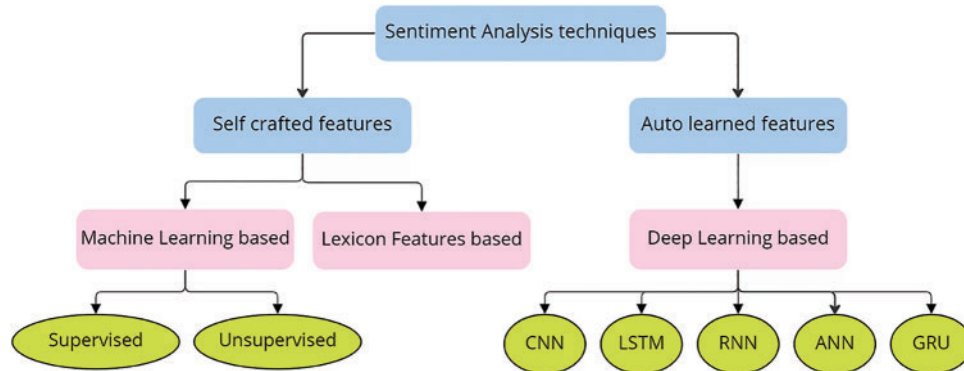 Sentiment Analysis techniques
Self crafted features
Auto learned features
Machine Learning based
Lexicon Features based
Deep Learning based
Supervised
Unsupervised
CNN
LSTM
RNN
ANN
GRU